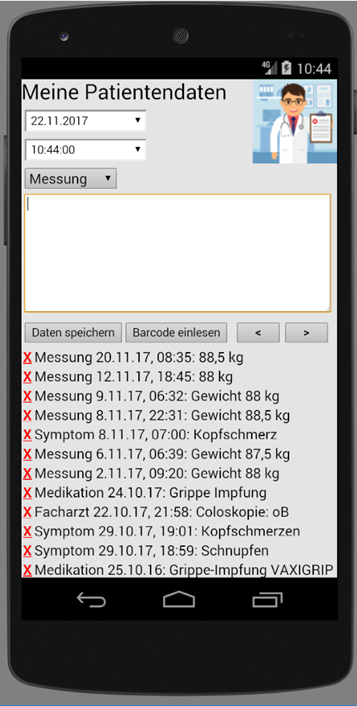 4G 10:44
Meine Patientendaten
22.11.2017
10:44:00
Messung
Daten speichern Barcode einlesen < >
X Messung 20.11.17, 08:35: 88,5 kg
X Messung 12.11.17, 18:45: 88 kg
X Messung 9.11.17, 06:32: Gewicht 88 kg
X Messung 8.11.17, 22:31: Gewicht 88,5 kg
X Symptom 8.11.17, 07:00: Kopfschmerz
X Messung 6.11.17, 06:39: Gewicht 87,5 kg
X Messung 2.11.17, 09:20: Gewicht 88 kg
X Medikation 24.10.17: Grippe Impfung
X Facharzt 22.10.17, 21:58: Coloskopie: oB
X Symptom 29.10.17, 19:01: Kopfschmerzen
X Symptom 29.10.17, 18:59: Schnupfen
X Medikation 25.10.16: Grippe-Impfung VAXIGRIP